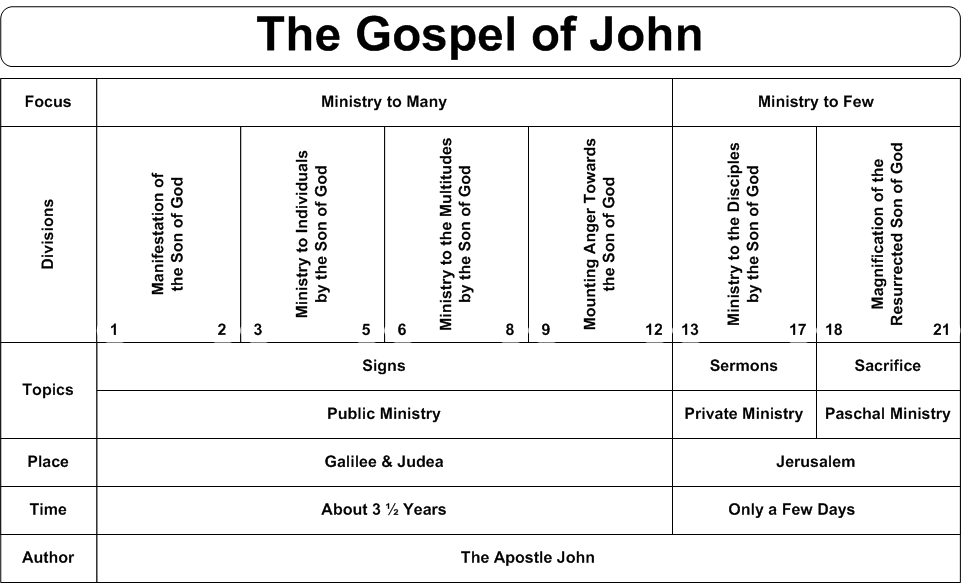 The Gospel of John
Focus
Ministry to Many
Ministry to Few
Divisions
Manifestation of
the Son of God
1
2
Ministry to Individuals
by the Son of God
3
5
Ministry to the Multitudes
by the Son of God
6
8
Mounting Anger Towards
the Son of God
9
12
Ministry to the Disciples
by the Son of God
13
17
Magnification of the
Resurrected Son of God
18
21
Topics
Signs
Sermons
Sacrifice
Public Ministry
Private Ministry
Paschal Ministry
Place
Galilee & Judea
Jerusalem
Time
About 3 ½ Years
Only a Few Days
Author
The Apostle John